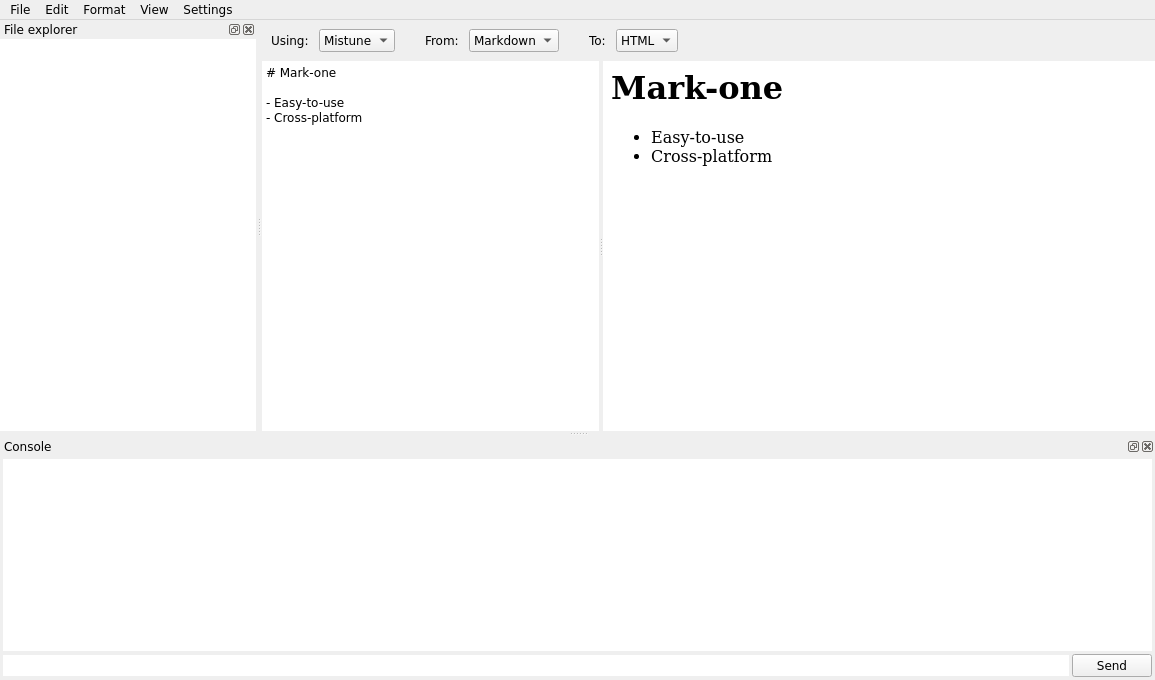 File Edit Format View Settings
File explorer
Using: Mistune From: Markdown To: HTML
# Mark-one
- Easy-to-use
- Cross-platform
Mark-one
• Easy-to-use
• Cross-platform
Console
Send